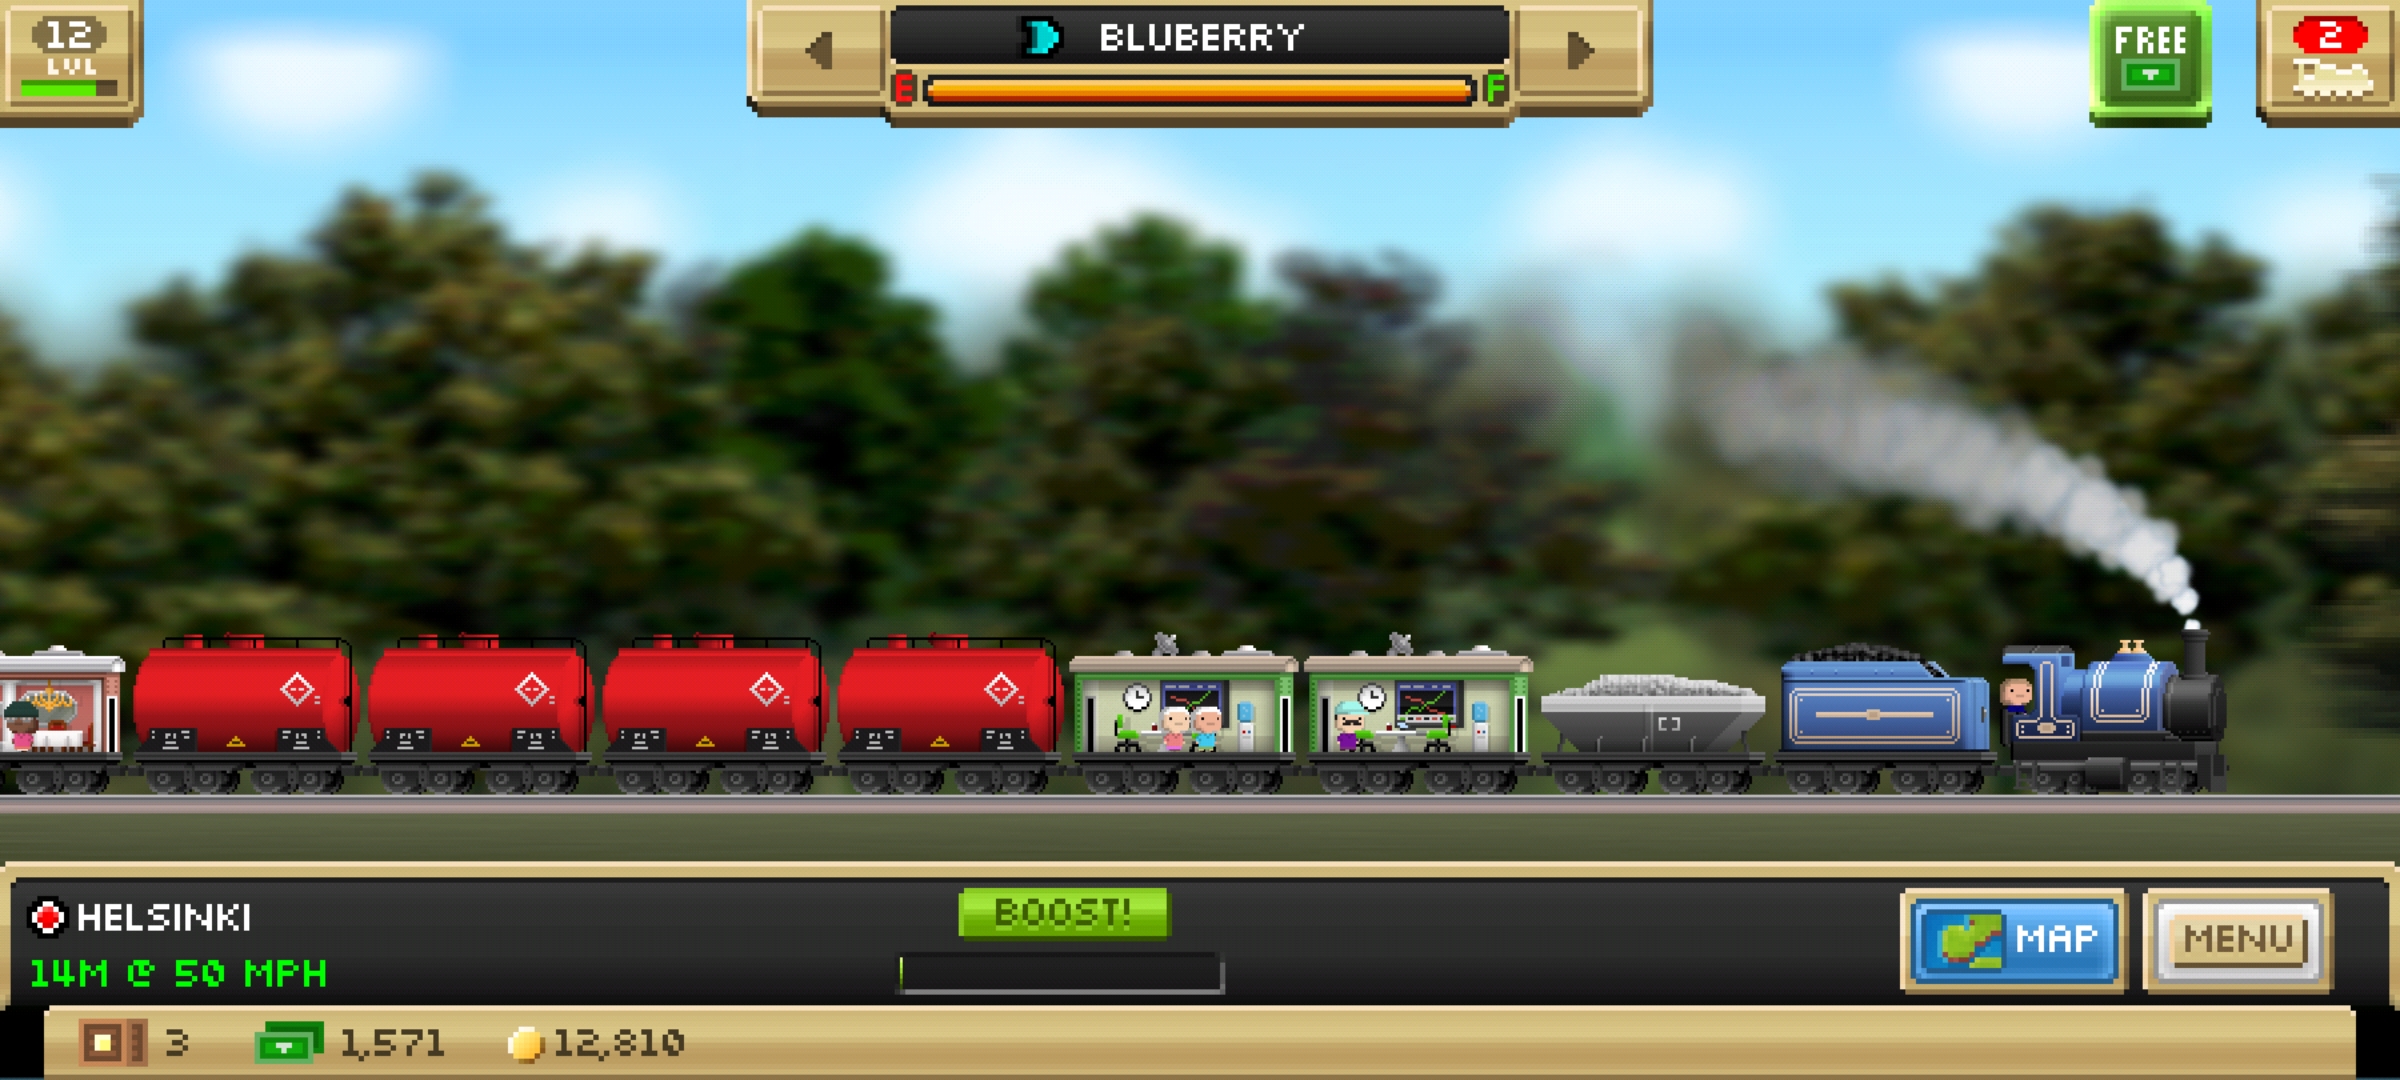 12
LVL
BLUBERRY
E F
FREE
2
HELSINKI
14M @ 50 MPH
BOOST!
MAP
MENU
3
1,571
12,810